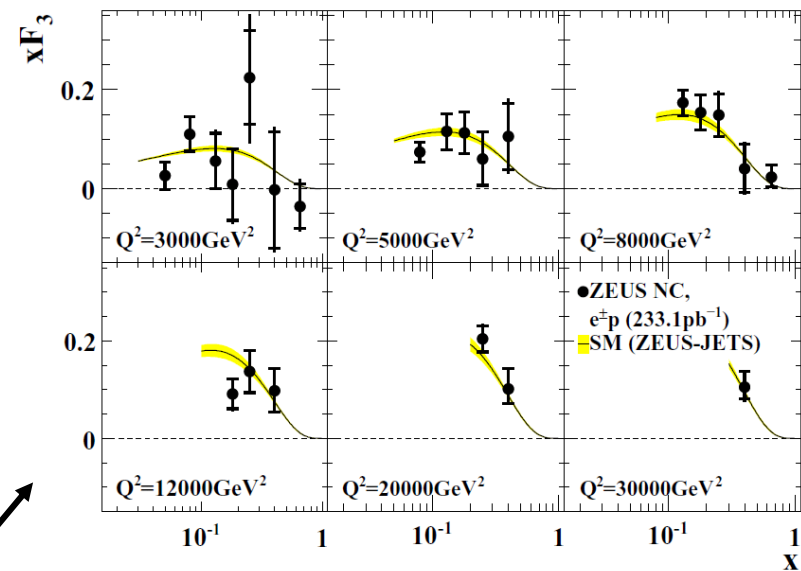 xF₃
0.2
0
Q²=3000GeV²
Q²=5000GeV²
Q²=8000GeV²
0.2
0
●ZEUS NC,
e±p (233.1pb⁻¹)
SM (ZEUS-JETS)
Q²=12000GeV²
Q²=20000GeV²
Q²=30000GeV²
10⁻¹
1
10⁻¹
1
10⁻¹
1
x